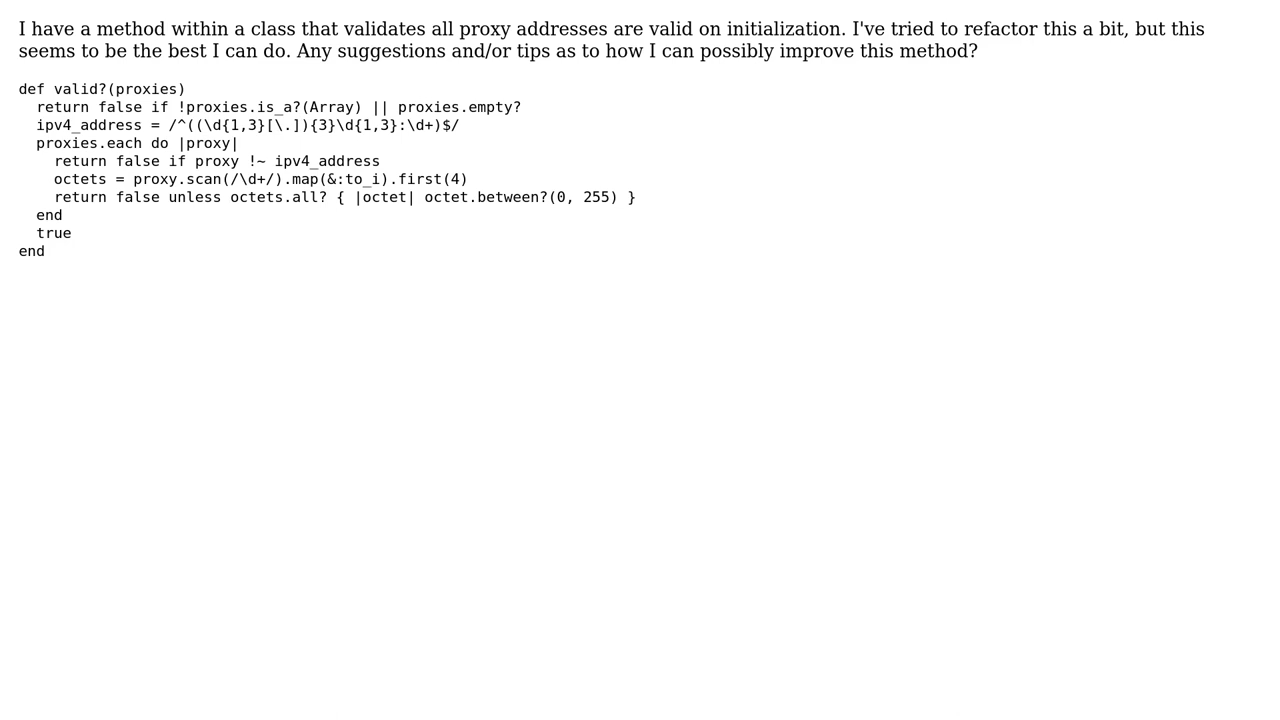 I have a method within a class that validates all proxy addresses are valid on initialization. I've tried to refactor this a bit, but this
seems to be the best I can do. Any suggestions and/or tips as to how I can possibly improve this method?
def valid?(proxies)
  return false if !proxies.is_a?(Array) || proxies.empty?
  ipv4_address = /^((\d{1,3}[\.]){3}\d{1,3}:\d+)$/
  proxies.each do |proxy|
    return false if proxy !~ ipv4_address
    octets = proxy.scan(/\d+/).map(&:to_i).first(4)
    return false unless octets.all? { |octet| octet.between?(0, 255) }
  end
  true
end